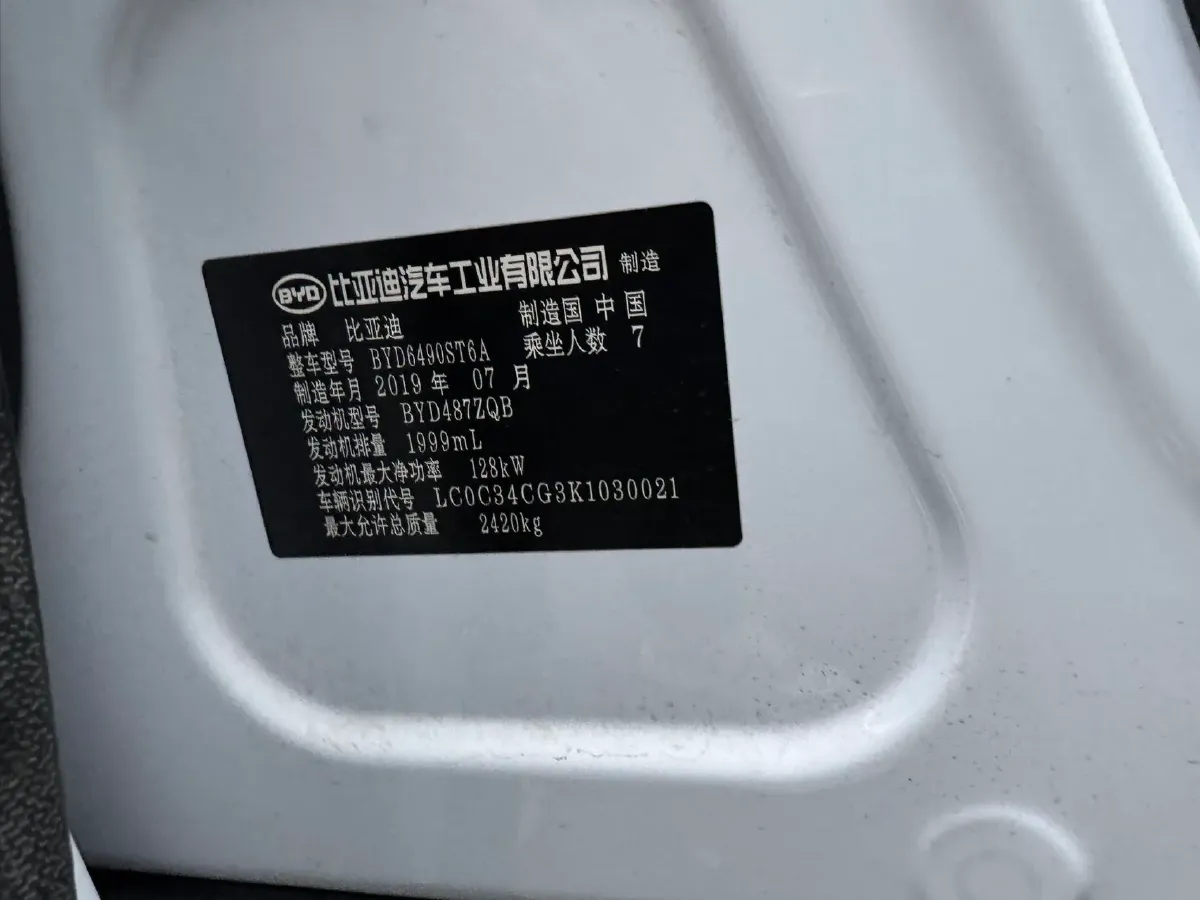 BYD 比亚迪汽车工业有限公司 制造
品牌 比亚迪 制造国 中国
整车型号 BYD6490ST6A 乘坐人数 7
制造年月 2019 年 07 月
发动机型号 BYD487ZQB
发动机排量 1999mL
发动机最大净功率 128kW
车辆识别代号 LC0C34CG3K1030021
最大允许总质量 2420kg